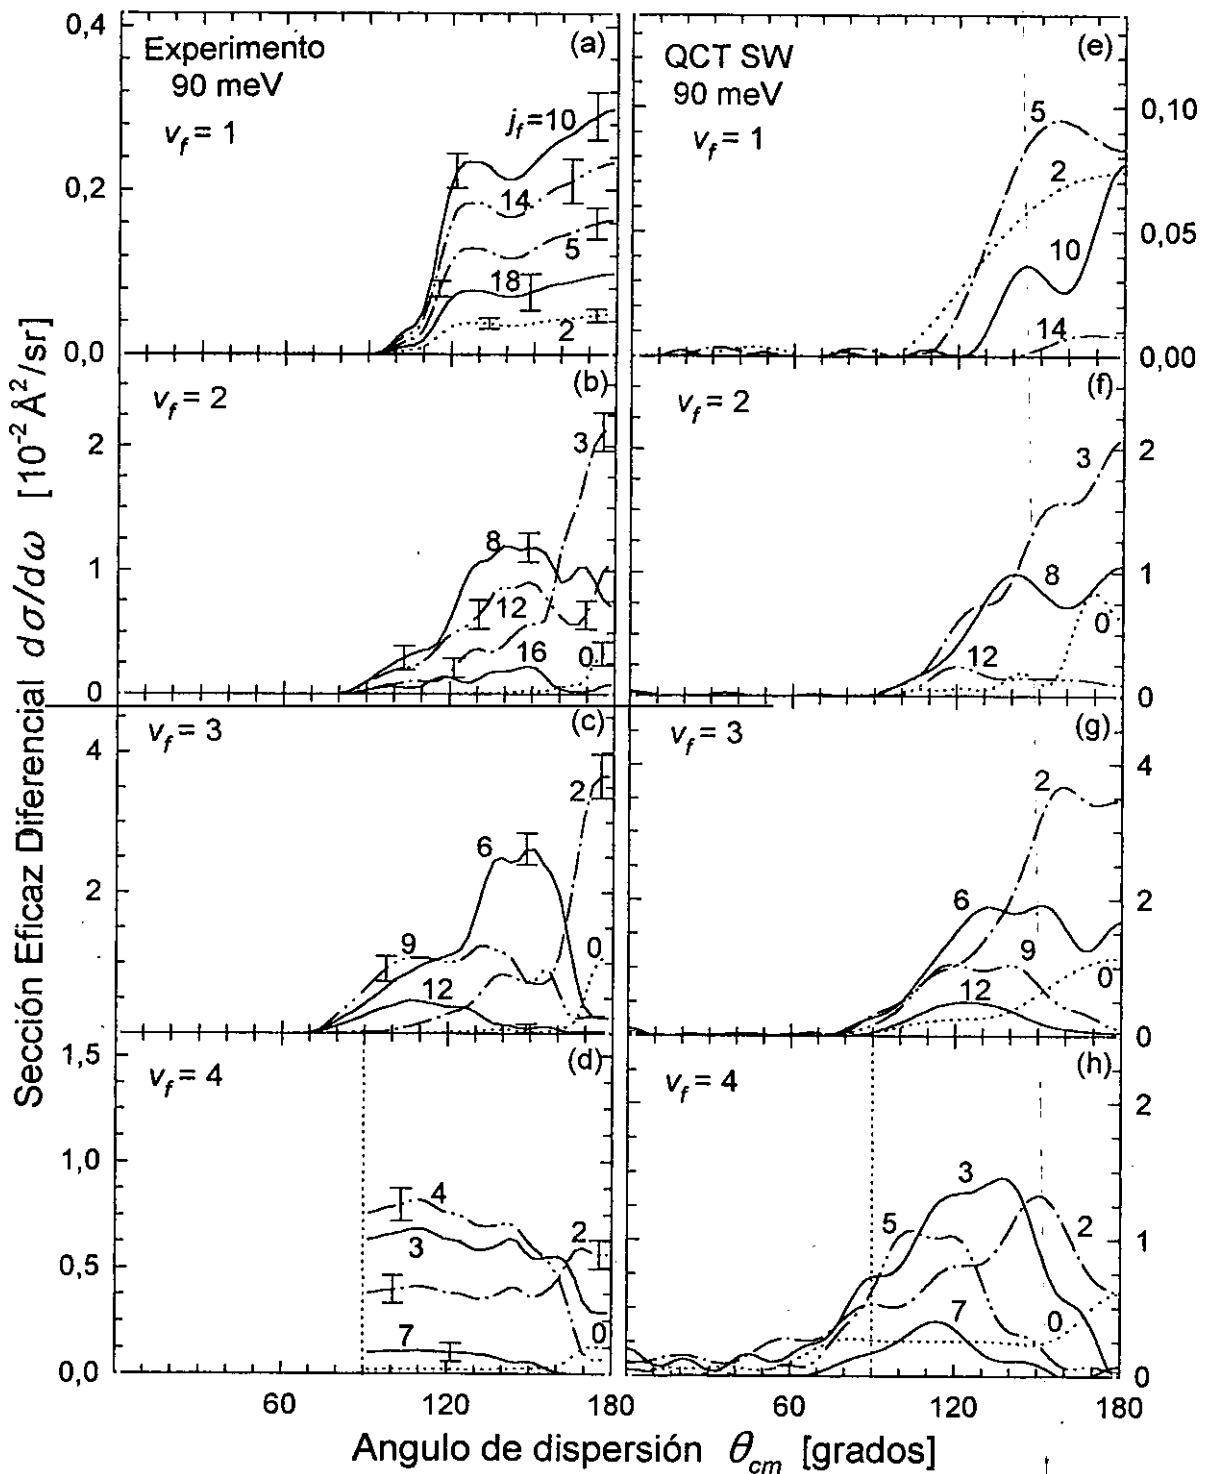 Sección Eficaz Diferencial dσ/dω [10⁻² Å²/sr]
0,4
0,2
0,0
Experimento
90 meV
v_f = 1
(a)
j_f=10
14
5
18
2
QCT SW
90 meV
v_f = 1
(e)
5
2
10
14
0,10
0,05
0,00
2
1
0
v_f = 2
(b)
3
8
12
16
0
v_f = 2
(f)
3
8
12
0
2
1
0
4
2
v_f = 3
(c)
2
6
9
12
0
v_f = 3
(g)
2
6
9
12
0
4
2
0
1,5
1,0
0,5
0,0
v_f = 4
(d)
4
3
2
7
0
v_f = 4
(h)
3
5
2
7
0
2
1
0
60 120 180 60 120 180
Angulo de dispersión θ_cm [grados]